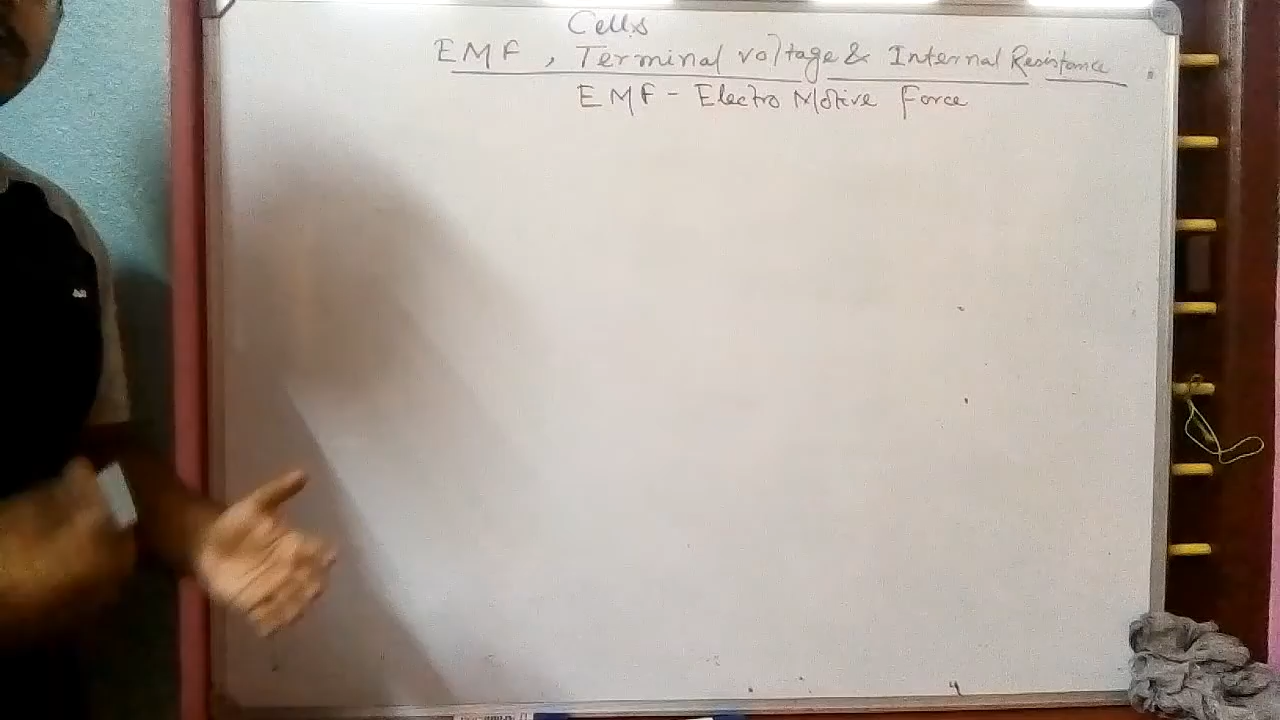 Cells
EMF, Terminal voltage & Internal Resistance
EMF - Electro Motive Force